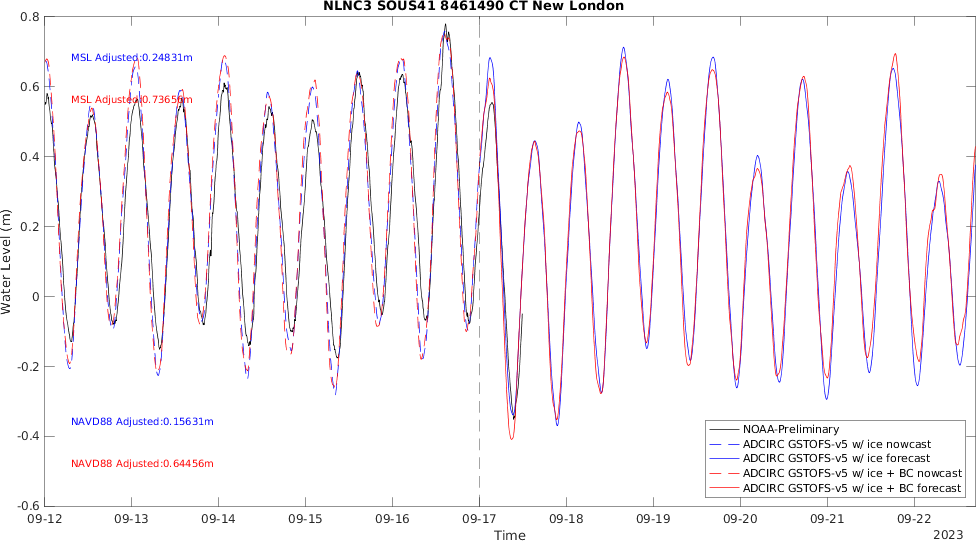 NLNC3 SOUS41 8461490 CT New London
0.8
0.6
0.4
0.2
0
-0.2
-0.4
-0.6
Water Level (m)
MSL Adjusted:0.24831m
MSL Adjusted:0.73656m
NAVD88 Adjusted:0.15631m
NAVD88 Adjusted:0.64456m
NOAA-Preliminary
ADCIRC GSTOFS-v5 w/ ice nowcast
ADCIRC GSTOFS-v5 w/ ice forecast
ADCIRC GSTOFS-v5 w/ ice + BC nowcast
ADCIRC GSTOFS-v5 w/ ice + BC forecast
09-12 09-13 09-14 09-15 09-16 09-17 09-18 09-19 09-20 09-21 09-22
Time
2023